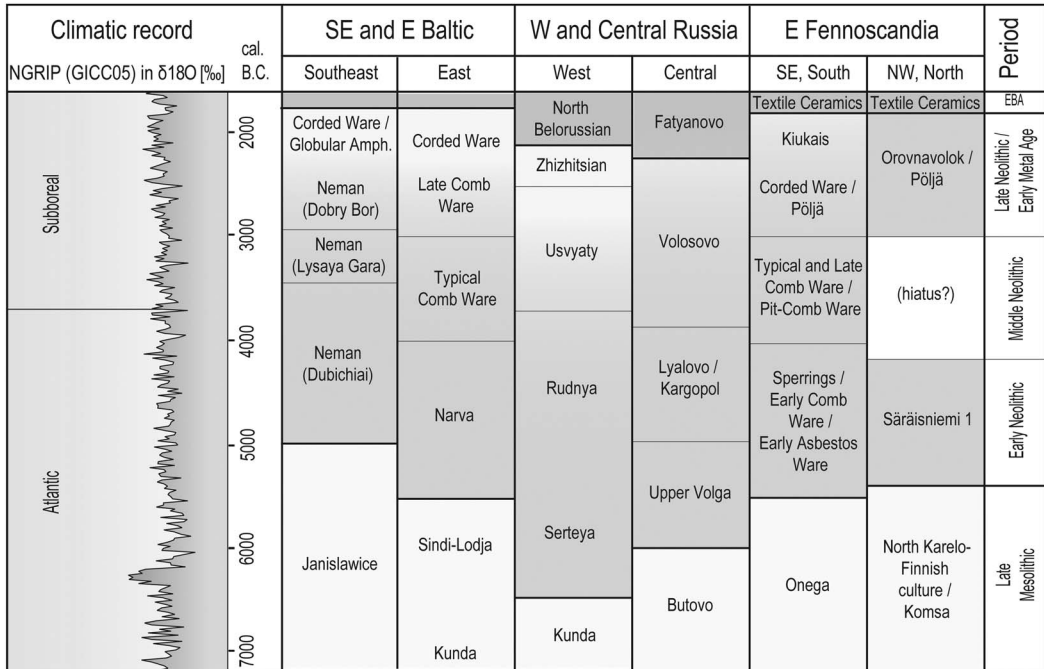 Climatic record
NGRIP (GICC05) in δ18O [‰]
cal.
B.C.
SE and E Baltic
W and Central Russia
E Fennoscandia
Period
Southeast
East
West
Central
SE, South
NW, North
Subboreal
Atlantic
2000
3000
4000
5000
6000
7000
Corded Ware /
Globular Amph.
Neman
(Dobry Bor)
Neman
(Lysaya Gara)
Neman
(Dubichiai)
Janislawice
Corded Ware
Late Comb
Ware
Typical
Comb Ware
Narva
Sindi-Lodja
Kunda
North
Belorussian
Zhizhitsian
Usvyaty
Rudnya
Serteya
Kunda
Fatyanovo
Volosovo
Lyalovo /
Kargopol
Upper Volga
Butovo
Textile Ceramics
Kiukais
Corded Ware /
Pöljä
Typical and Late
Comb Ware /
Pit-Comb Ware
Sperrings /
Early Comb
Ware /
Early Asbestos
Ware
Onega
Textile Ceramics
Orovnavolok /
Pöljä
(hiatus?)
Säräisniemi 1
North Karelo-
Finnish
culture /
Komsa
EBA
Late Neolithic /
Early Metal Age
Middle Neolithic
Early Neolithic
Late
Mesolithic